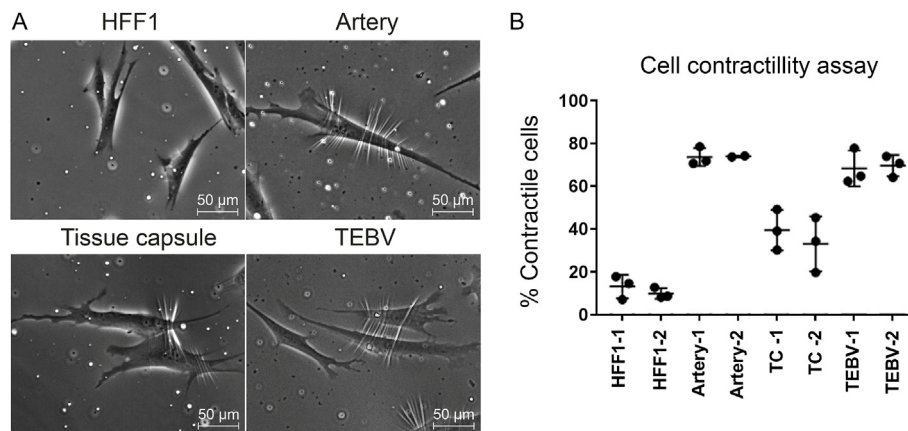 A
HFF1
Artery
50 µm
50 µm
Tissue capsule
TEBV
50 µm
50 µm
B
Cell contractillity assay
% Contractile cells
100
80
60
40
20
0
HFF1-1
HFF1-2
Artery-1
Artery-2
TC -1
TC -2
TEBV-1
TEBV-2